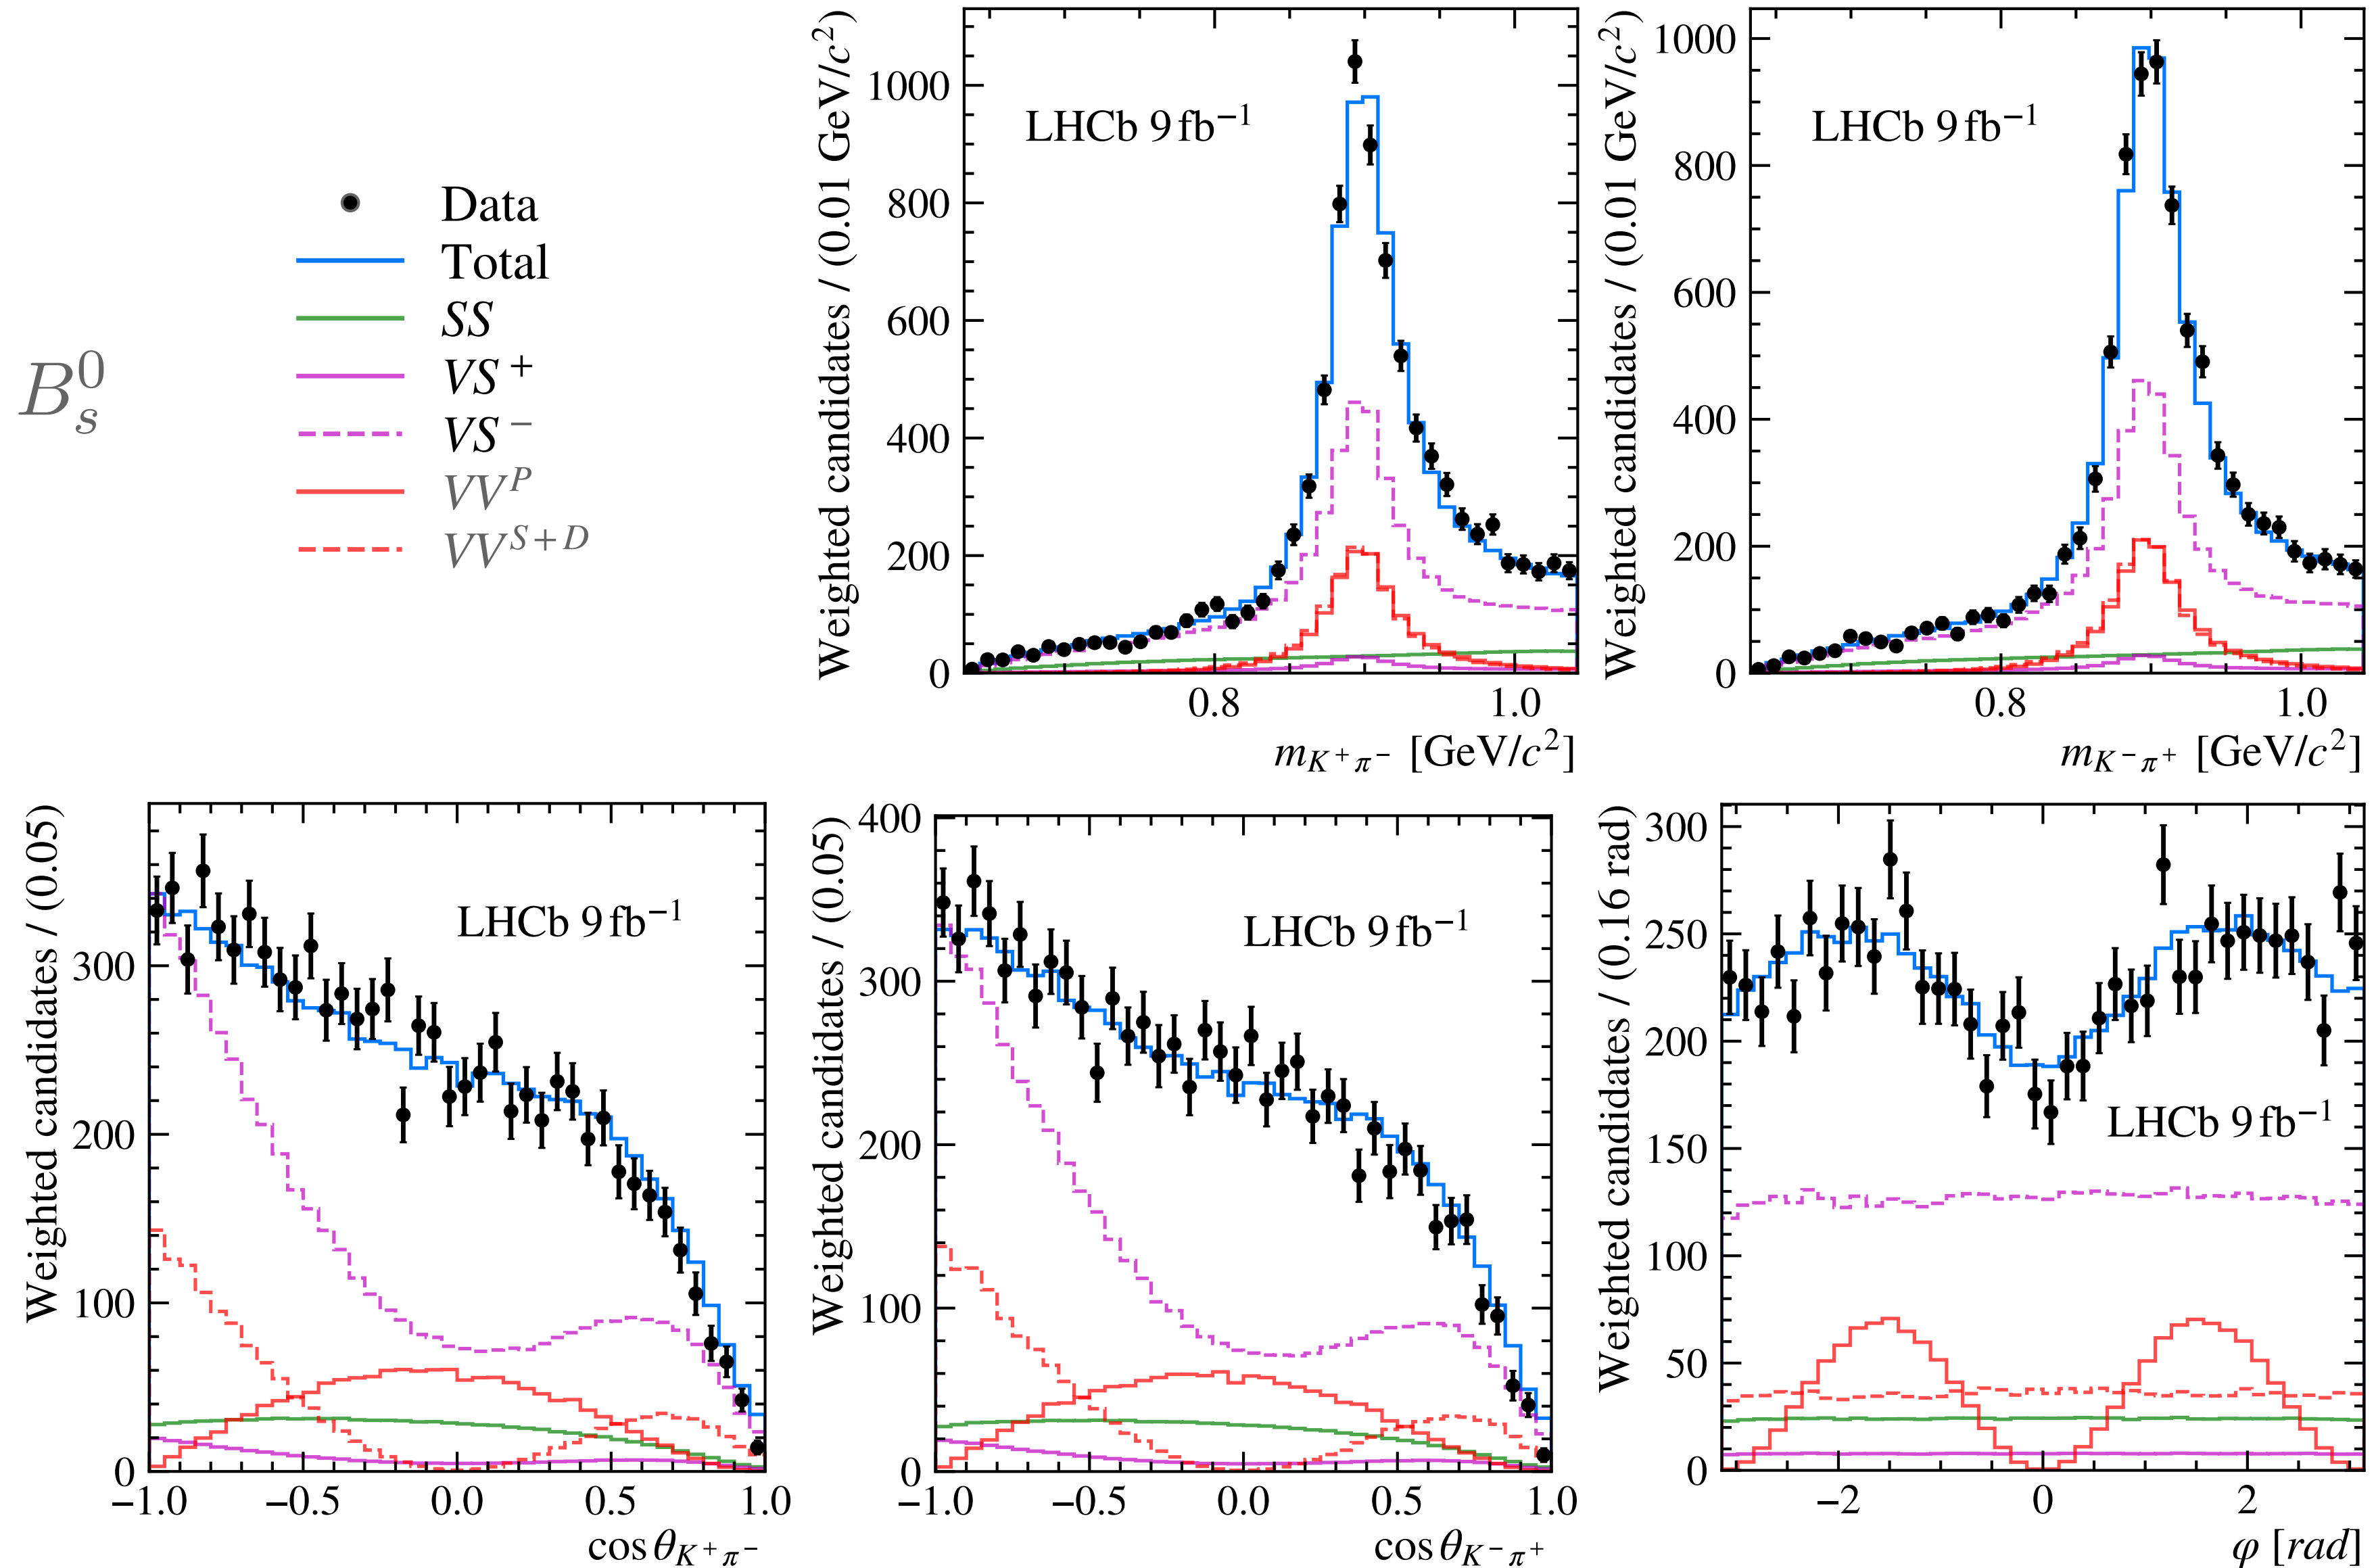 B_s^0
Data
Total
SS
VS^+
VS^−
VV^P
VV^{S+D}
Weighted candidates / (0.01 GeV/c^2)
0
200
400
600
800
1000
LHCb 9 fb^{−1}
0.8
1.0
m_{K^+π^−} [GeV/c^2]
Weighted candidates / (0.01 GeV/c^2)
0
200
400
600
800
1000
LHCb 9 fb^{−1}
0.8
1.0
m_{K^−π^+} [GeV/c^2]
Weighted candidates / (0.05)
0
100
200
300
LHCb 9 fb^{−1}
−1.0
−0.5
0.0
0.5
1.0
cos θ_{K^+π^−}
Weighted candidates / (0.05)
0
100
200
300
400
LHCb 9 fb^{−1}
−1.0
−0.5
0.0
0.5
1.0
cos θ_{K^−π^+}
Weighted candidates / (0.16 rad)
0
50
100
150
200
250
300
LHCb 9 fb^{−1}
−2
0
2
φ [rad]